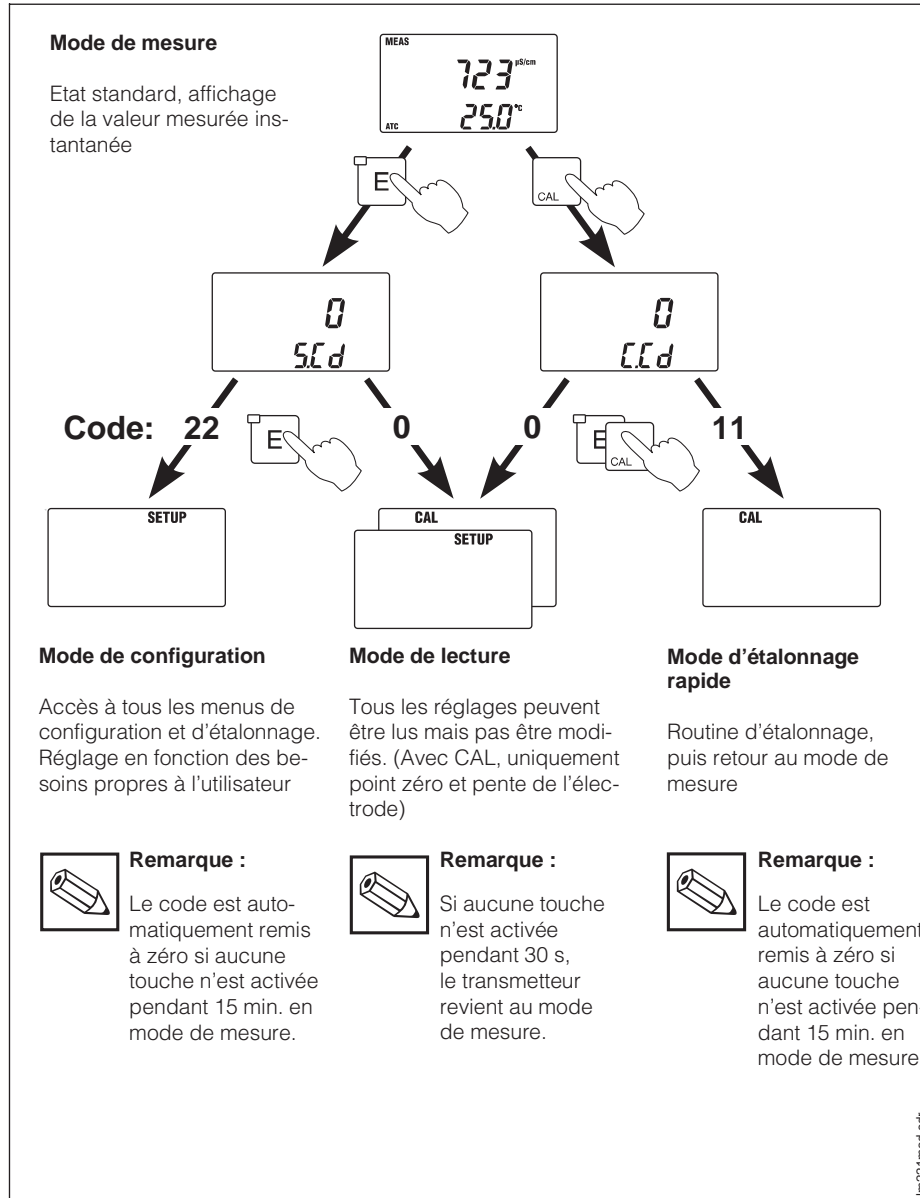 Mode de mesure
Etat standard, affichage
de la valeur mesurée ins-
tantanée
MEAS
723 µS/cm
ATC 25.0 °C
E
CAL
0
S.Cd
0
C.Cd
Code: 22
E
0
0
E
CAL
11
SETUP
CAL
SETUP
CAL
Mode de configuration
Accès à tous les menus de
configuration et d'étalonnage.
Réglage en fonction des be-
soins propres à l'utilisateur
Mode de lecture
Tous les réglages peuvent
être lus mais pas être modi-
fiés. (Avec CAL, uniquement
point zéro et pente de l'élec-
trode)
Mode d'étalonnage
rapide
Routine d'étalonnage,
puis retour au mode de
mesure
Remarque :
Le code est auto-
matiquement remis
à zéro si aucune
touche n'est activée
pendant 15 min. en
mode de mesure.
Remarque :
Si aucune touche
n'est activée
pendant 30 s,
le transmetteur
revient au mode
de mesure.
Remarque :
Le code est
automatiquement
remis à zéro si
aucune touche
n'est activée pen
dant 15 min. en
mode de mesure